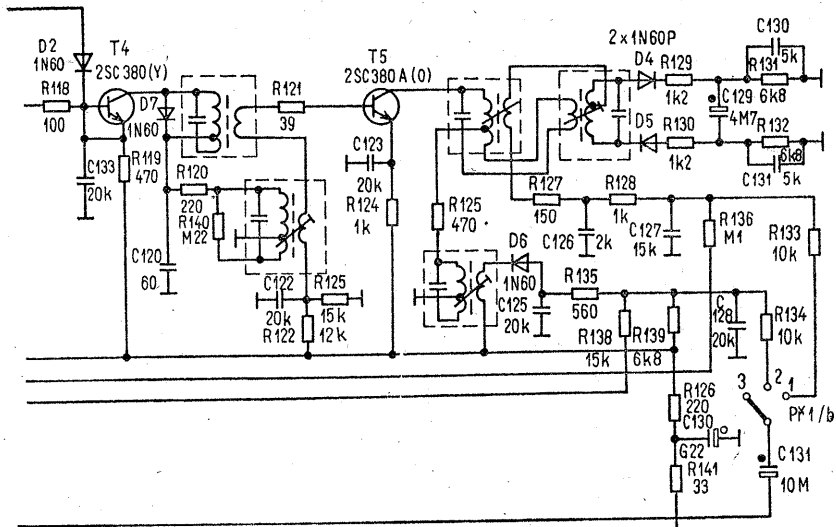 D2
1N60
T4
2SC380(Y)
R118
100
D7
1N60
R121
39
T5
2SC380A(O)
2x1N60P
D4
R129
1k2
C130
5k
R131
6k8
C129
4M7
D5
R130
1k2
R132
6k8
C131
5k
C133
20k
R119
470
R120
220
R140
M22
C120
60
C123
20k
R124
1k
R125
470
R127
150
R128
1k
C126
2k
C127
15k
R136
M1
R133
10k
D6
1N60
C125
20k
R135
560
C
128
20k
R134
10k
C122
20k
R125
15k
R122
12k
R138
15k
R139
6k8
3
2
1
P*1/b
R126
220
C130
G22
R141
33
C131
10M